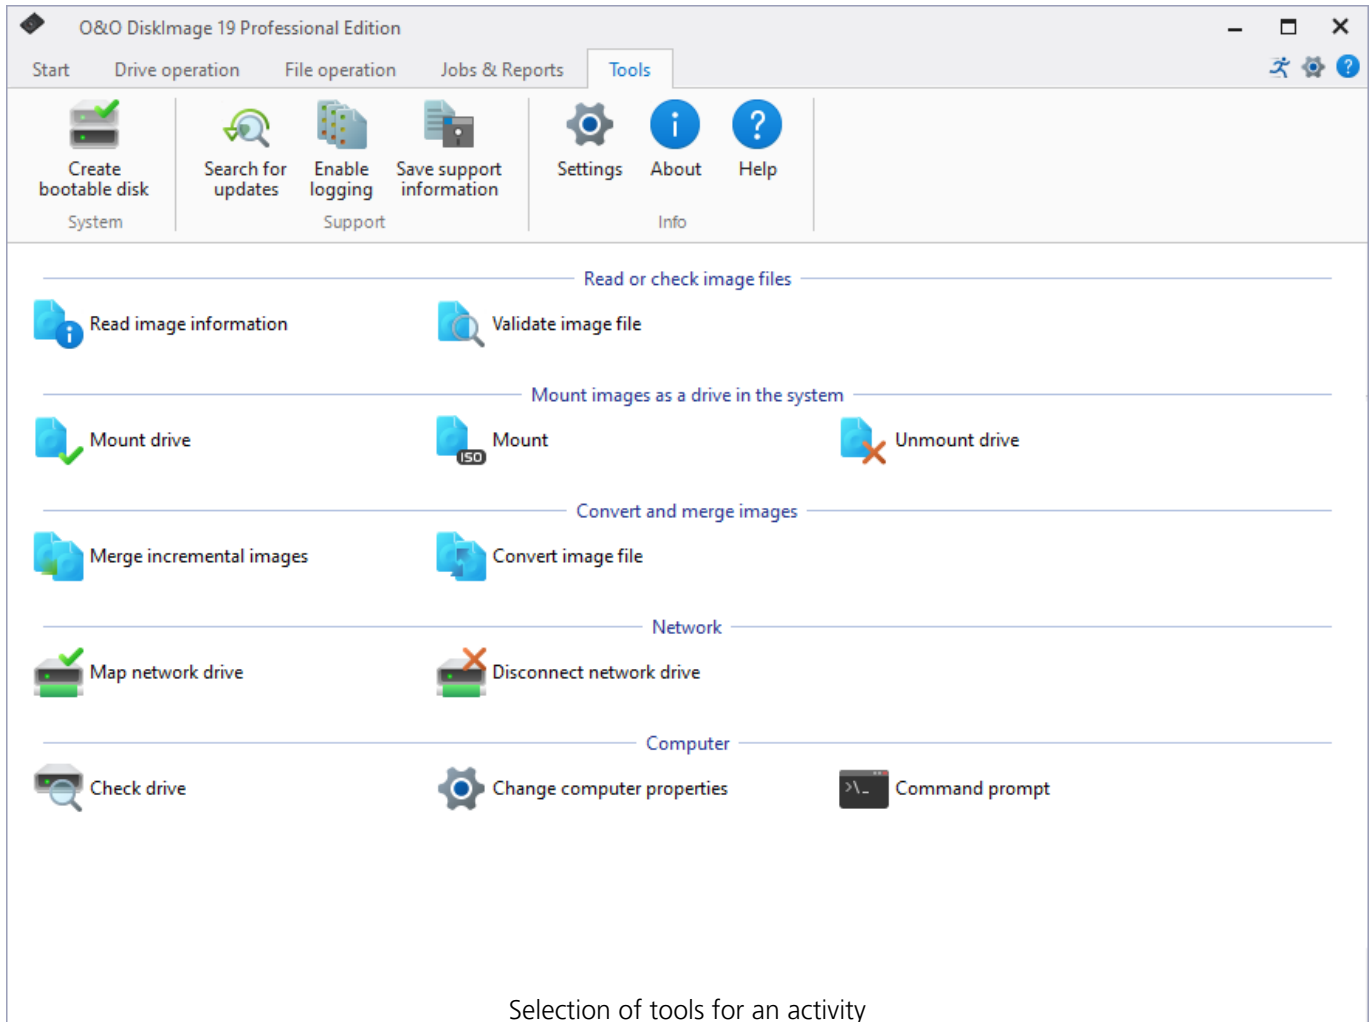 O&O DiskImage 19 Professional Edition
Start Drive operation File operation Jobs & Reports Tools
Create
bootable disk
Search for
updates
Enable
logging
Save support
information
Settings
About
Help
System
Support
Info
Read or check image files
Read image information
Validate image file
Mount images as a drive in the system
Mount drive
Mount
ISO
Unmount drive
Convert and merge images
Merge incremental images
Convert image file
Network
Map network drive
Disconnect network drive
Computer
Check drive
Change computer properties
Command prompt
Selection of tools for an activity